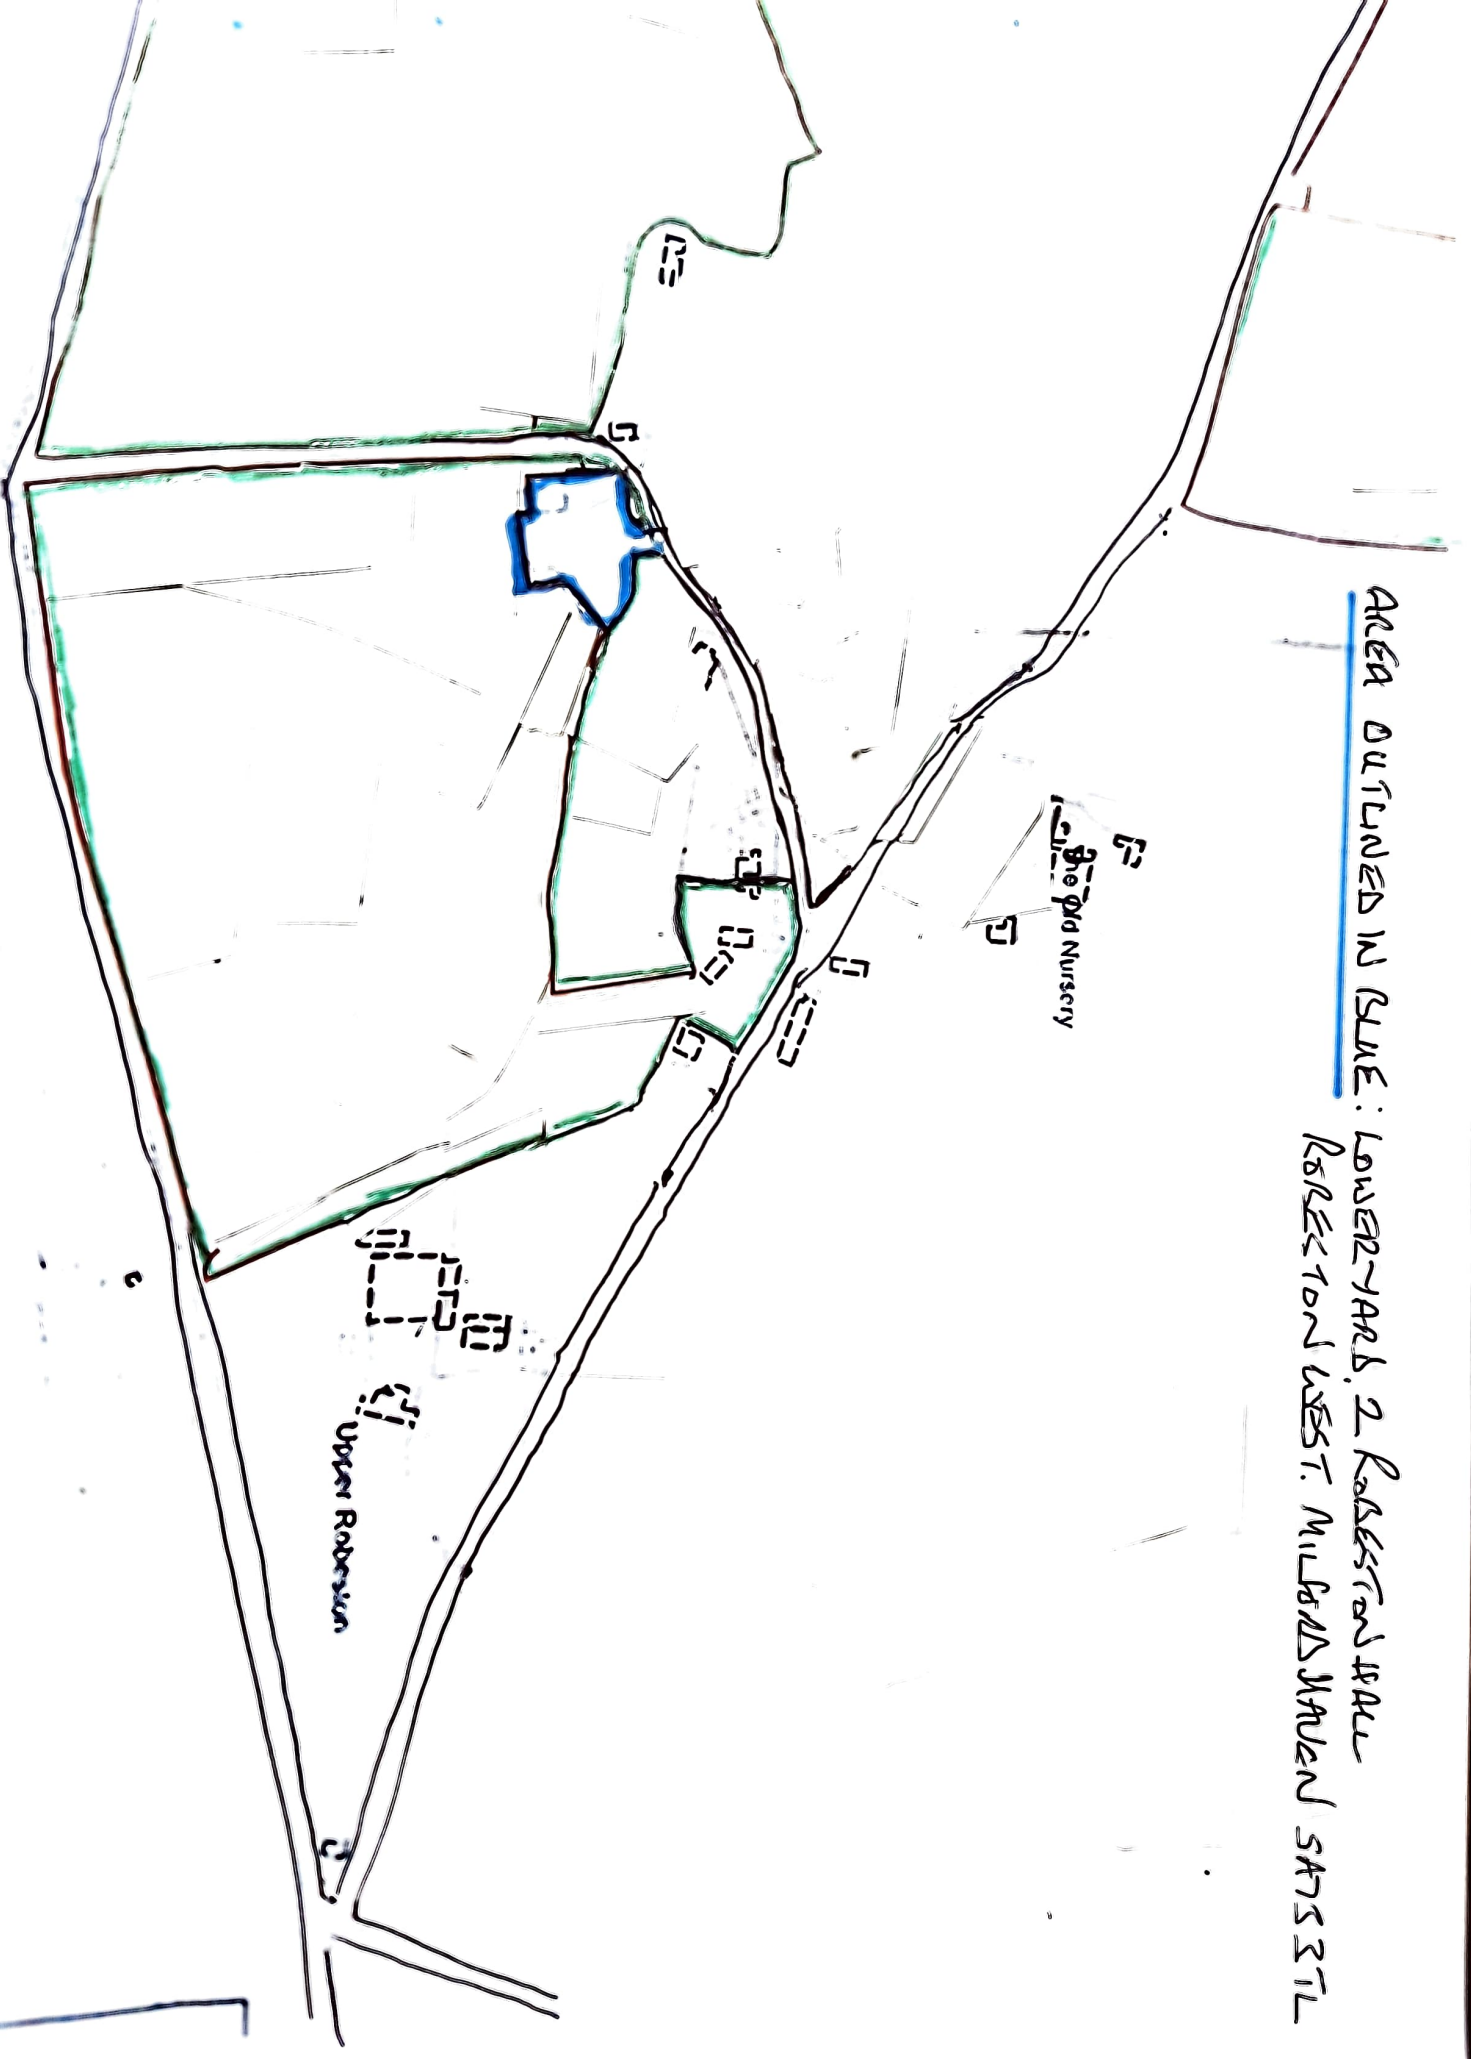 AREA OUTLINED IN BLUE: LOWER YARD, 2 ROBESTON HALL
ROBESTON WEST. MILFORD HAVEN SA73 3TL
The Old Nursery
Upper Robeston